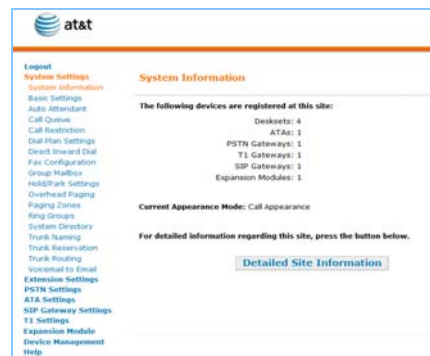 at&t
Logout
System Settings
System Information
Basic Settings
Auto Attendant
Call Queue
Call Restriction
Dial Plan Settings
Direct Inward Dial
Fax Configuration
Group Mailbox
Hold/Park Settings
Overhead Paging
Paging Zones
Ring Groups
System Directory
Trunk Naming
Trunk Reservation
Trunk Routing
Voicemail to Email
Extension Settings
PSTN Settings
ATA Settings
SIP Gateway Settings
T1 Settings
Expansion Module
Device Management
Help
System Information
The following devices are registered at this site:
Desksets: 4
ATAs: 1
PSTN Gateways: 1
T1 Gateways: 1
SIP Gateways: 1
Expansion Modules: 1
Current Appearance Mode: Call Appearance
For detailed information regarding this site, press the button below.
Detailed Site Information